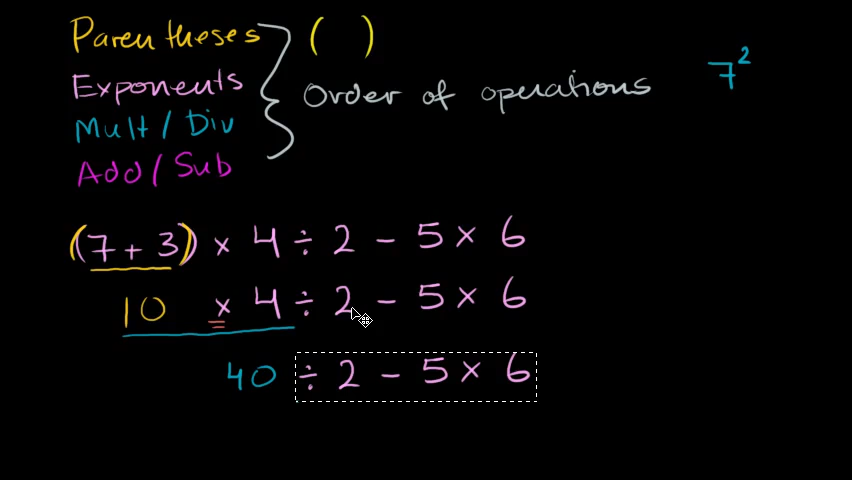 Parentheses ( )
Exponents
Order of operations 7²
Mult / Div
Add / Sub
(7 + 3) × 4 ÷ 2 − 5 × 6
10 × 4 ÷ 2 − 5 × 6
40 ÷ 2 − 5 × 6